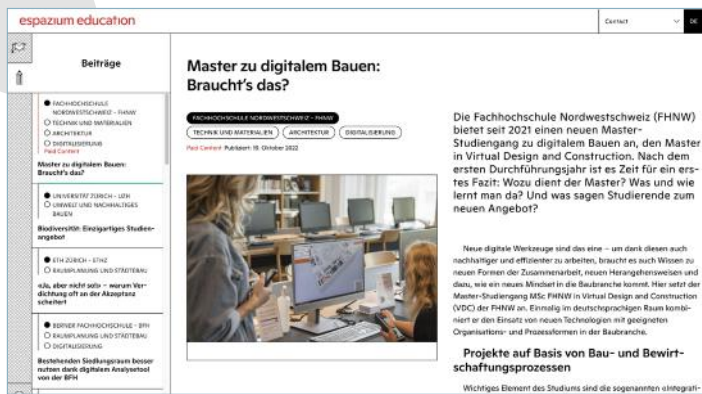 espazium education
Contact
DE
Beiträge
FACHHOCHSCHULE
NORDWESTSCHWEIZ – FHNW
TECHNIK UND MATERIALIEN
ARCHITEKTUR
DIGITALISIERUNG
Paid Content
Master zu digitalem Bauen:
Braucht's das?
UNIVERSITÄT ZÜRICH – UZH
UMWELT UND NACHHALTIGES
BAUEN
Biodiversität: Einzigartiges Studien-
angebot
ETH ZÜRICH – ETHZ
RAUMPLANUNG UND STÄDTEBAU
«Ja, aber nicht so!» – warum Ver-
dichtung oft an der Akzeptanz
scheitert
BERNER FACHHOCHSCHULE – BFH
RAUMPLANUNG UND STÄDTEBAU
DIGITALISIERUNG
Bestehenden Siedlungsraum besser
nutzen dank digitalem Analysetool
von der BFH
Master zu digitalem Bauen:
Braucht's das?
FACHHOCHSCHULE NORDWESTSCHWEIZ – FHNW
TECHNIK UND MATERIALIEN
ARCHITEKTUR
DIGITALISIERUNG
Paid Content Publiziert: 19. Oktober 2022
Die Fachhochschule Nordwestschweiz (FHNW)
bietet seit 2021 einen neuen Master-
Studiengang zu digitalem Bauen an, den Master
in Virtual Design and Construction. Nach dem
ersten Durchführungsjahr ist es Zeit für ein ers-
tes Fazit: Wozu dient der Master? Was und wie
lernt man da? Und was sagen Studierende zum
neuen Angebot?
Neue digitale Werkzeuge sind das eine – um dank diesen auch
nachhaltiger und effizienter zu arbeiten, braucht es auch Wissen zu
neuen Formen der Zusammenarbeit, neuen Herangehensweisen und
dazu, wie ein neues Mindset in die Baubranche kommt. Hier setzt der
Master-Studiengang MSc FHNW in Virtual Design and Construction
(VDC) der FHNW an. Einmalig im deutschsprachigen Raum kombi-
niert er den Einsatz von neuen Technologien mit geeigneten
Organisations- und Prozessformen in der Baubranche.
Projekte auf Basis von Bau- und Bewirt-
schaftungsprozessen
Wichtiges Element des Studiums sind die sogenannten «Integrati-